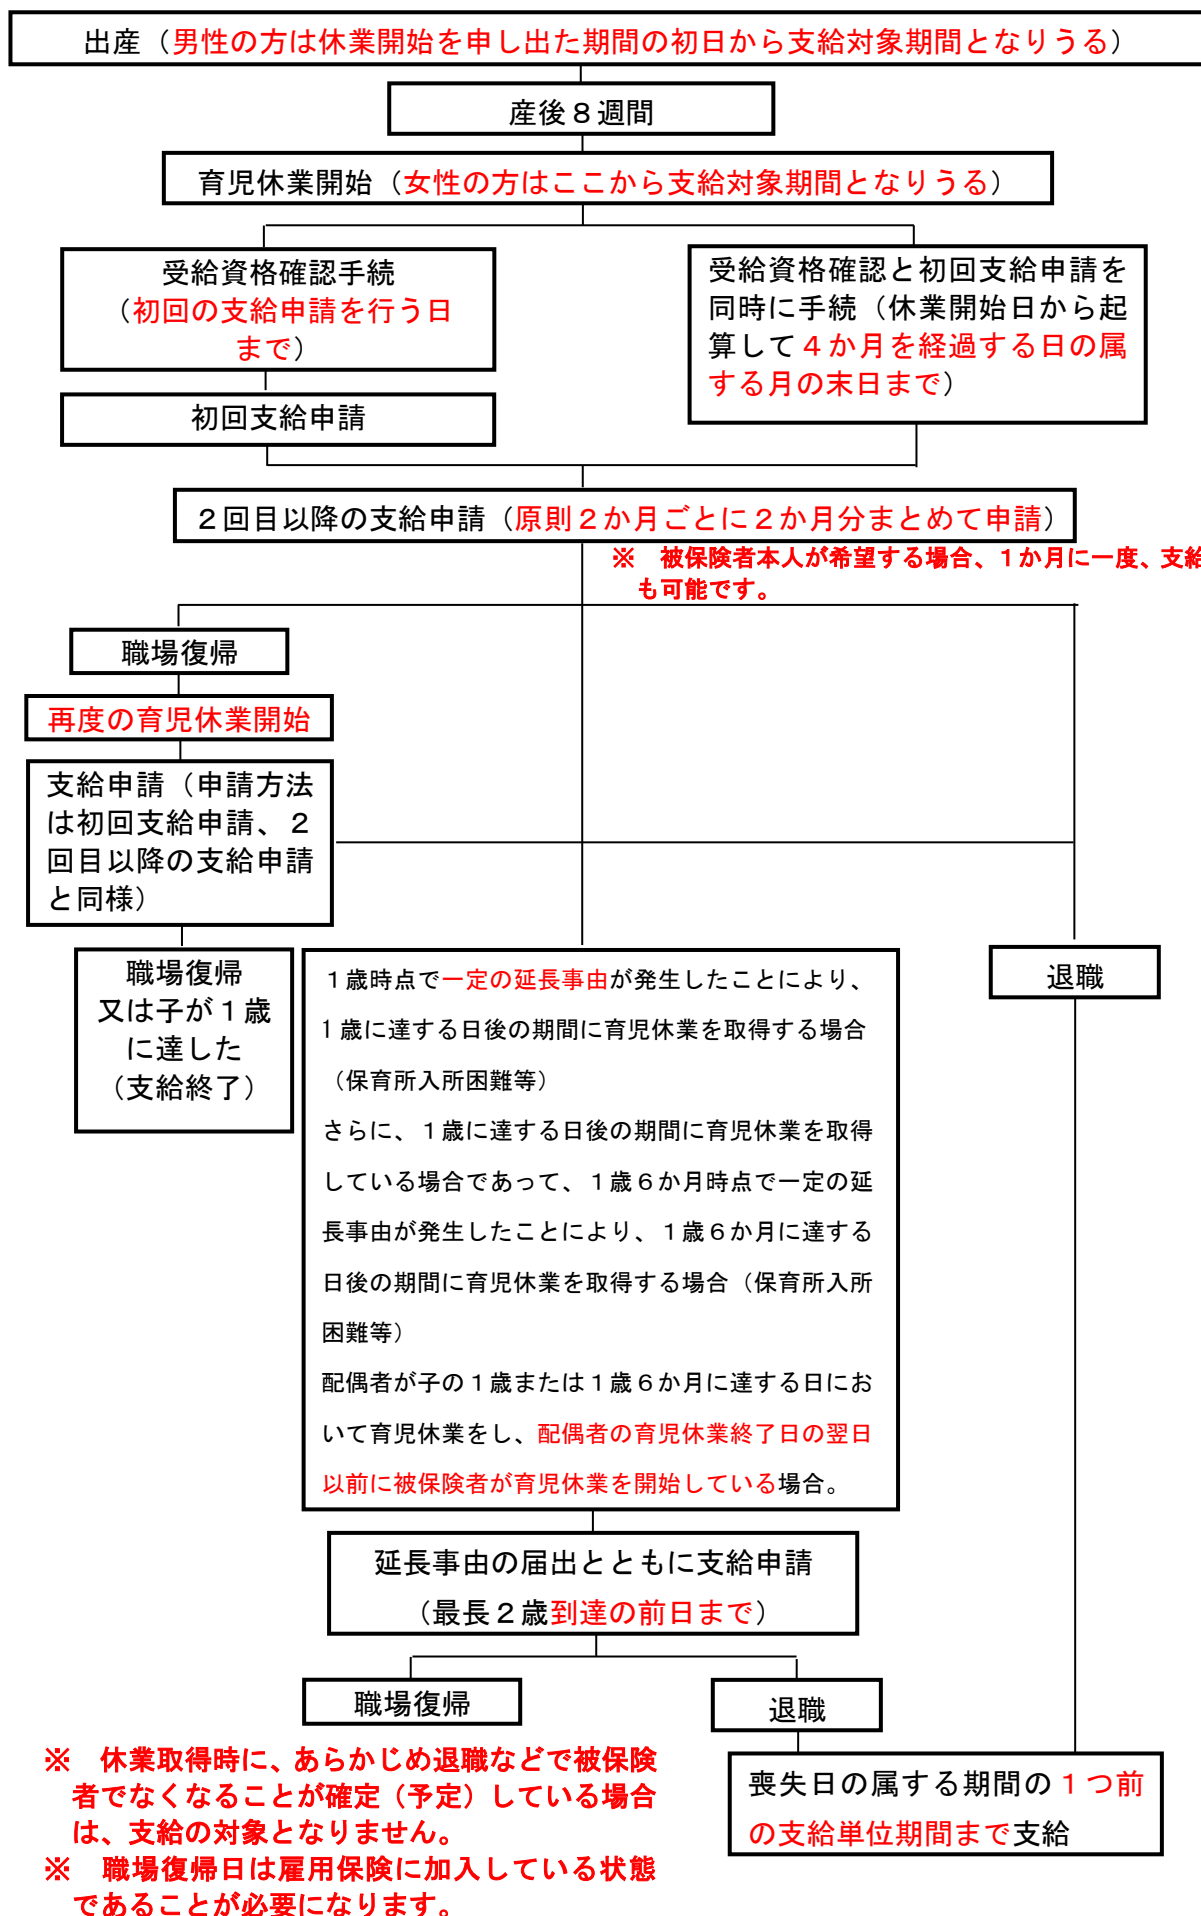 出産（男性の方は休業開始を申し出た期間の初日から支給対象期間となりうる）
産後８週間
育児休業開始（女性の方はここから支給対象期間となりうる）
受給資格確認手続
（初回の支給申請を行う日
まで）
初回支給申請
受給資格確認と初回支給申請を
同時に手続（休業開始日から起
算して４か月を経過する日の属
する月の末日まで）
２回目以降の支給申請（原則２か月ごとに２か月分まとめて申請）
※　被保険者本人が希望する場合、１か月に一度、支給
も可能です。
職場復帰
再度の育児休業開始
支給申請（申請方法
は初回支給申請、２
回目以降の支給申請
と同様）
職場復帰
又は子が１歳
に達した
（支給終了）
１歳時点で一定の延長事由が発生したことにより、
1 歳に達する日後の期間に育児休業を取得する場合
（保育所入所困難等）
さらに、１歳に達する日後の期間に育児休業を取得
している場合であって、１歳６か月時点で一定の延
長事由が発生したことにより、１歳６か月に達する
日後の期間に育児休業を取得する場合（保育所入所
困難等）
配偶者が子の１歳または１歳６か月に達する日にお
いて育児休業をし、配偶者の育児休業終了日の翌日
以前に被保険者が育児休業を開始している場合。
退職
延長事由の届出とともに支給申請
（最長２歳到達の前日まで）
職場復帰
退職
※　休業取得時に、あらかじめ退職などで被保険
者でなくなることが確定（予定）している場合
は、支給の対象となりません。
※　職場復帰日は雇用保険に加入している状態
であることが必要になります。
喪失日の属する期間の１つ前
の支給単位期間まで支給